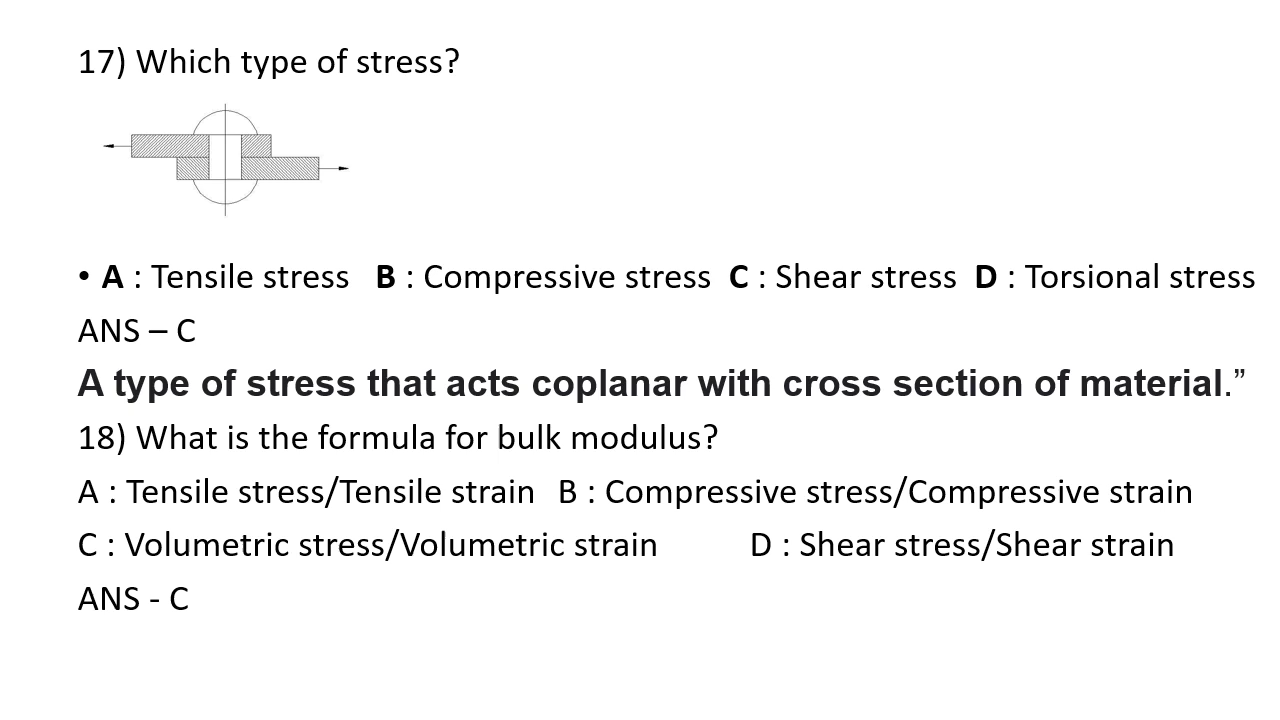 17) Which type of stress?
• A : Tensile stress B : Compressive stress C : Shear stress D : Torsional stress
ANS – C
A type of stress that acts coplanar with cross section of material.”
18) What is the formula for bulk modulus?
A : Tensile stress/Tensile strain B : Compressive stress/Compressive strain
C : Volumetric stress/Volumetric strain D : Shear stress/Shear strain
ANS - C